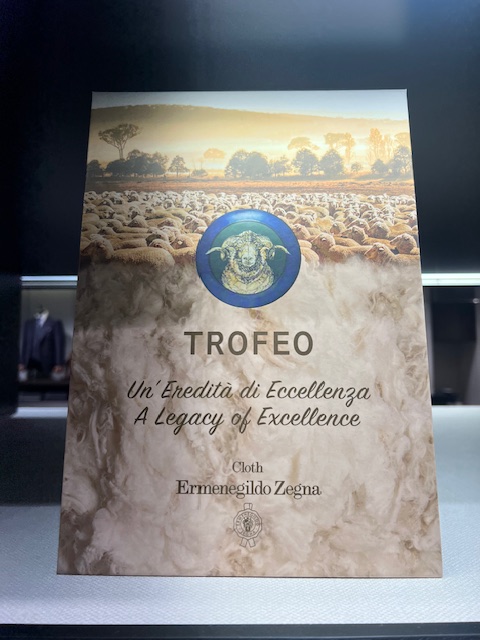 TROFEO
Un'Eredità di Eccellenza
A Legacy of Excellence
Cloth
Ermenegildo Zegna